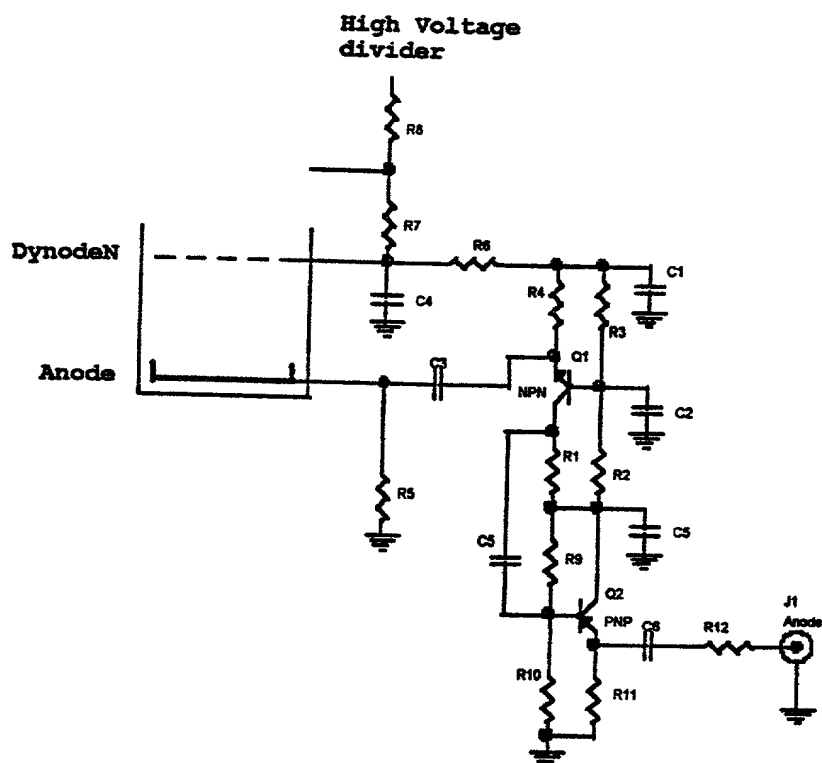 High Voltage
divider
R8
R7
DynodeN
R6
C1
R4
R3
C4
Anode
C3
Q1
NPN
C2
R1
R2
R5
C5
C5
R9
Q2
PNP
J1
Anode
C6
R12
R10
R11